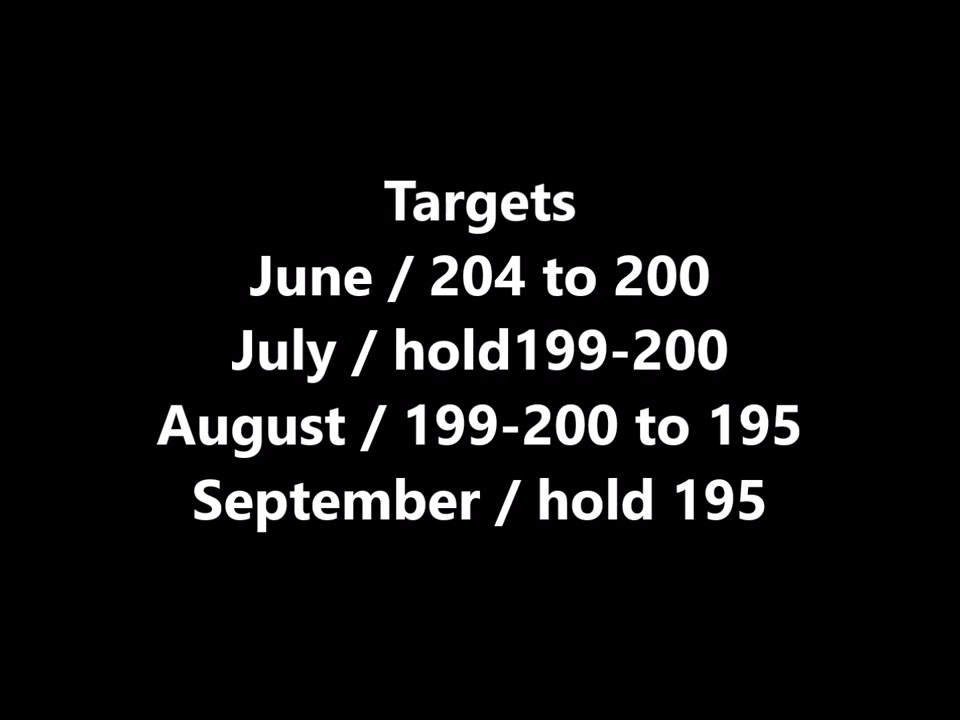 Targets
June / 204 to 200
July / hold199-200
August / 199-200 to 195
September / hold 195